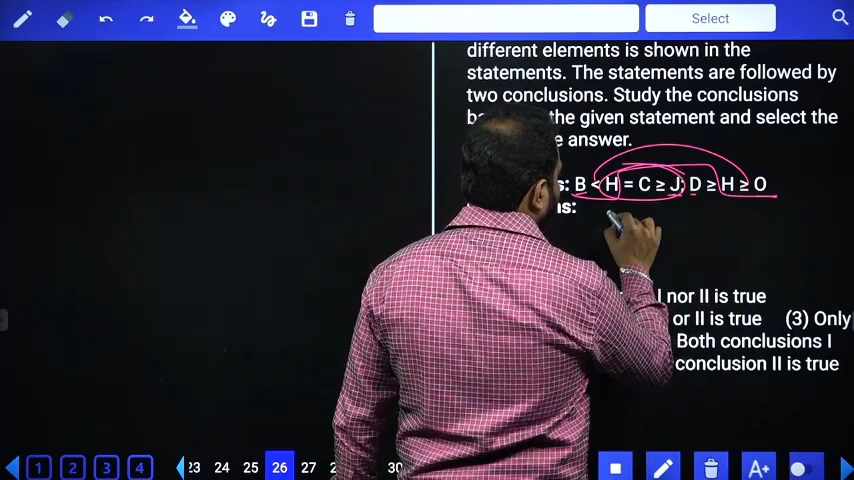 Select
different elements is shown in the
statements. The statements are followed by
two conclusions. Study the conclusions
the given statement and select the
answer.
B < H = C ≥ J; D ≥ H ≥ O
I nor II is true
or II is true (3) Only
Both conclusions I
conclusion II is true
1 2 3 4 23 24 25 26 27 30
A+